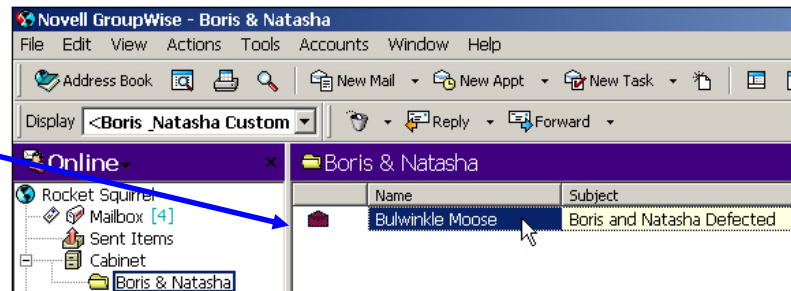 Novell GroupWise - Boris & Natasha
File Edit View Actions Tools Accounts Window Help
Address Book New Mail New Appt New Task
Display <Boris _Natasha Custom Reply Forward
Online Boris & Natasha
Name Subject
Rocket Squirrel
Bulwinkle Moose Boris and Natasha Defected
Mailbox [4]
Sent Items
Cabinet
Boris & Natasha